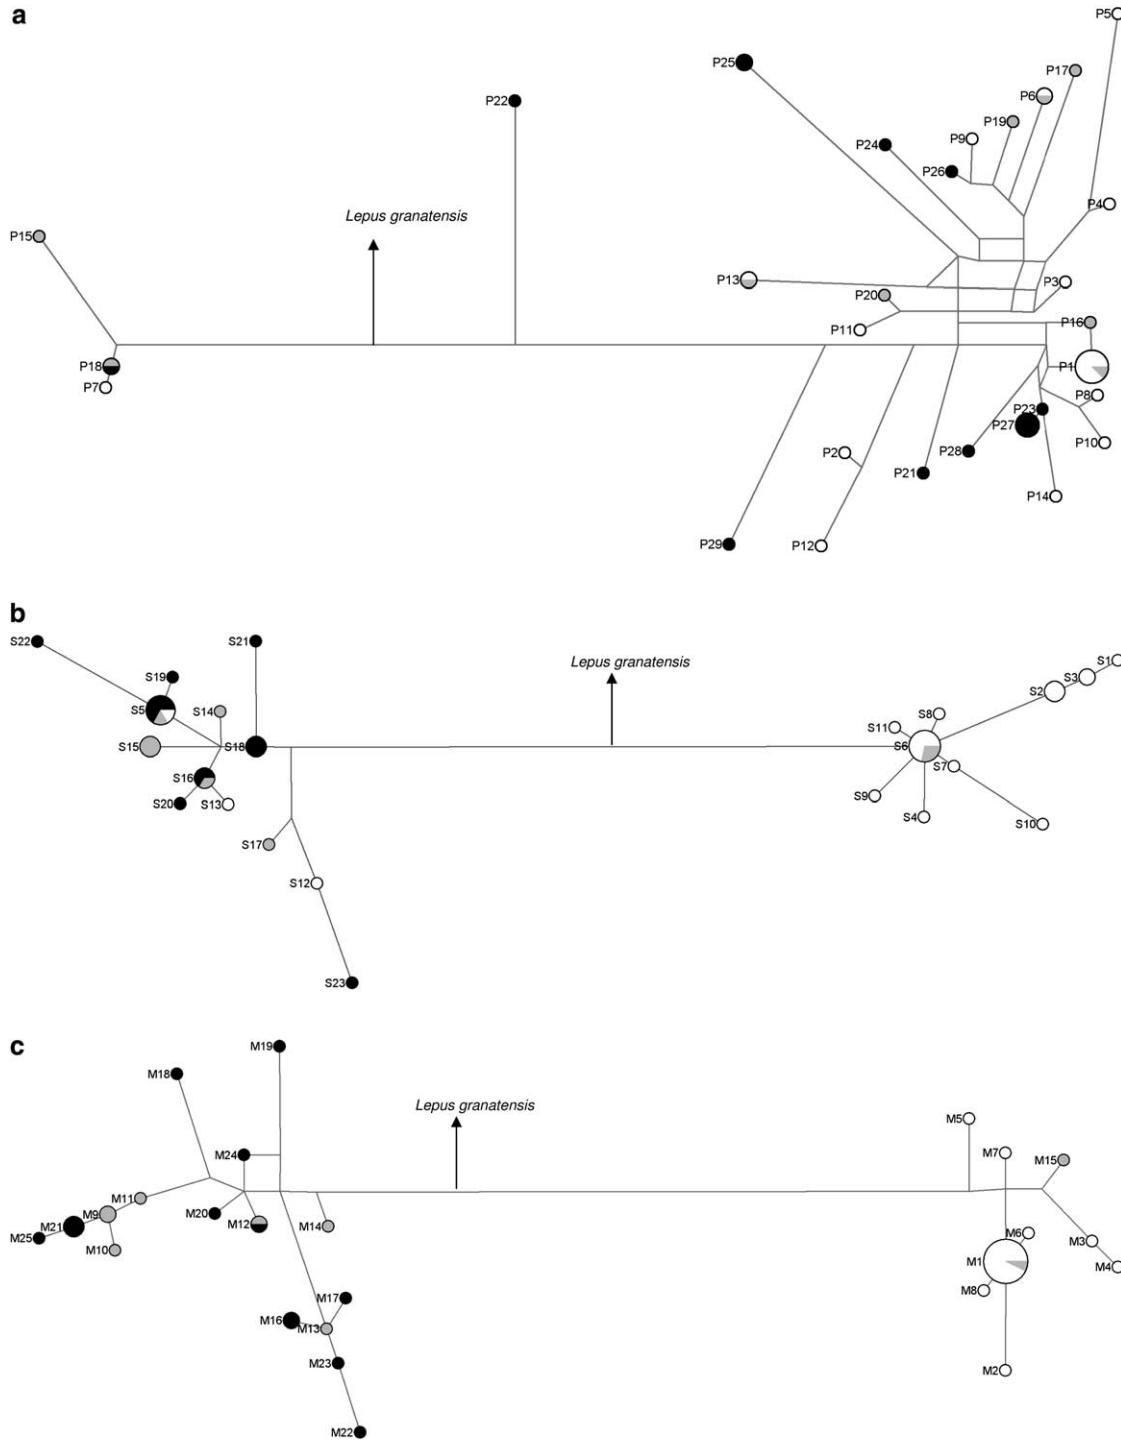 a
P5
P25
P17
P6
P22
P19
P9
P24
P26
P4
Lepus granatensis
P15
P13
P3
P20
P16
P11
P18
P1
P7
P8
P23
P27
P10
P2
P28
P21
P14
P29
P12
b
S22
S21
Lepus granatensis
S1
S19
S3
S2
S5
S14
S8
S11
S15
S18
S6
S7
S16
S9
S20
S13
S4
S10
S17
S12
S23
c
M19
M18
Lepus granatensis
M5
M24
M7
M15
M11
M9
M20
M21
M12
M14
M6
M25
M3
M10
M1
M4
M8
M17
M16
M13
M23
M2
M22